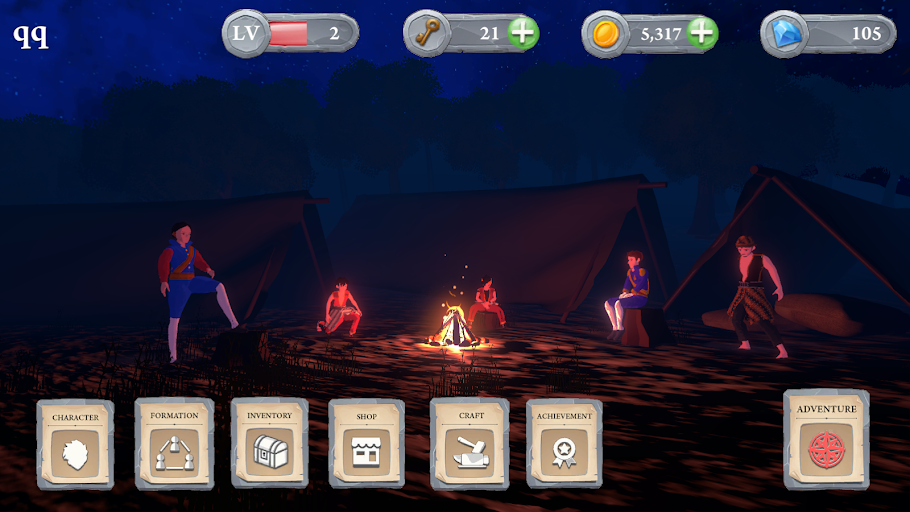 qq
LV 2
21
5,317
105
CHARACTER
FORMATION
INVENTORY
SHOP
CRAFT
ACHIEVEMENT
ADVENTURE